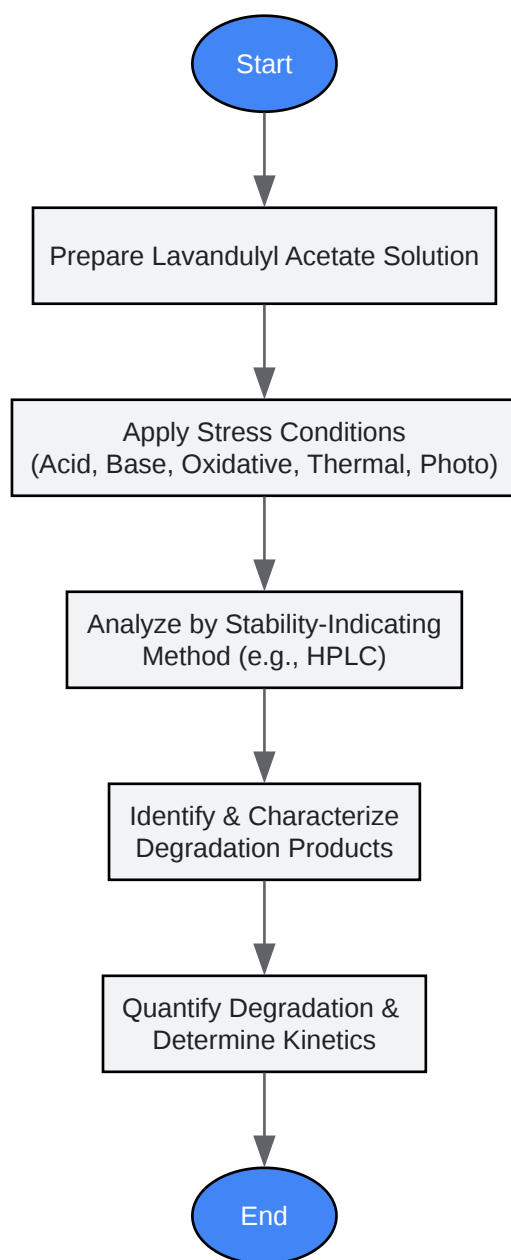 Start
Prepare Lavandulyl Acetate Solution
Apply Stress Conditions
(Acid, Base, Oxidative, Thermal, Photo)
Analyze by Stability-Indicating
Method (e.g., HPLC)
Identify & Characterize
Degradation Products
Quantify Degradation &
Determine Kinetics
End